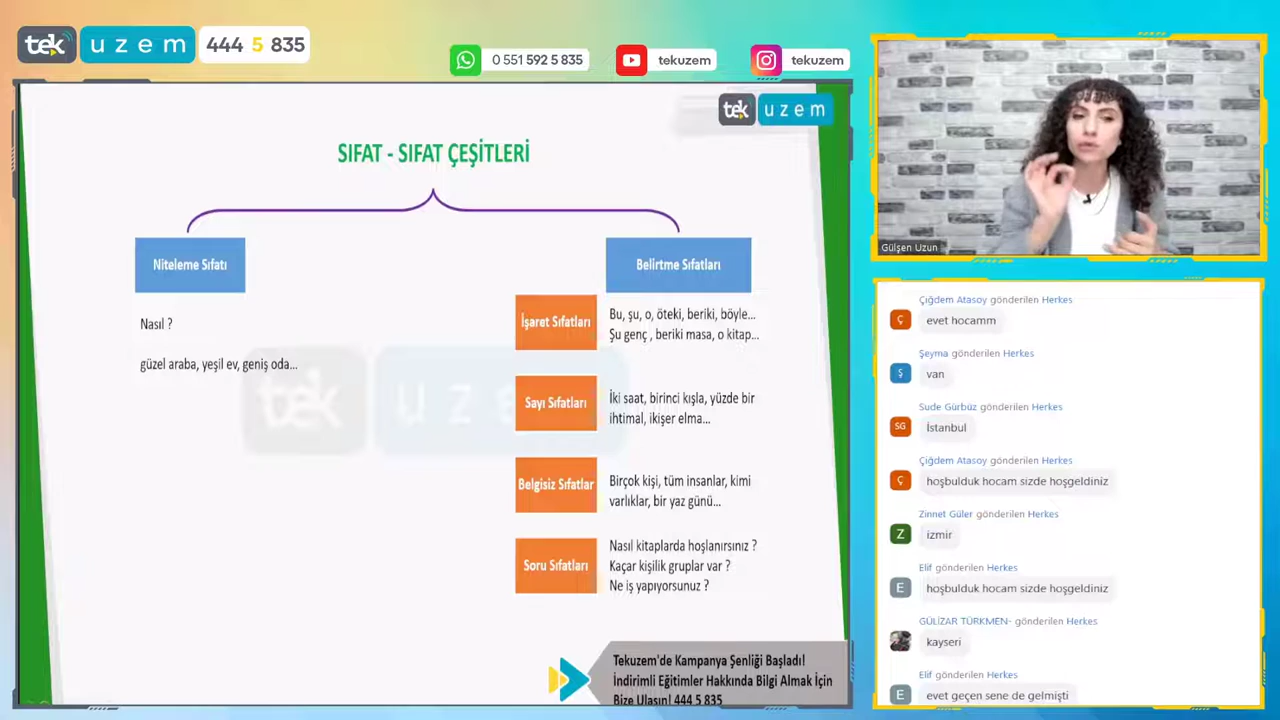 tek uzem 444 5 835
0 551 592 5 835
tekuzem
tekuzem
tek uzem
SIFAT - SIFAT ÇEŞİTLERİ
Niteleme Sıfatı
Belirtme Sıfatları
Nasıl ?
güzel araba, yeşil ev, geniş oda...
İşaret Sıfatları
Bu, şu, o, öteki, beriki, böyle...
Şu genç , beriki masa, o kitap...
Sayı Sıfatları
İki saat, birinci kışla, yüzde bir
ihtimal, ikişer elma...
Belgisiz Sıfatlar
Birçok kişi, tüm insanlar, kimi
varlıklar, bir yaz günü...
Soru Sıfatları
Nasıl kitaplarda hoşlanırsınız ?
Kaçar kişilik gruplar var ?
Ne iş yapıyorsunuz ?
tek uzem
Tekuzem'de Kampanya Şenliği Başladı!
İndirimli Eğitimler Hakkında Bilgi Almak İçin
Bize Ulaşın! 444 5 835
Gülşen Uzun
Çiğdem Atasoy gönderilen Herkes
Ç
evet hocamm
Şeyma gönderilen Herkes
Ş
van
Sude Gürbüz gönderilen Herkes
SG
İstanbul
Çiğdem Atasoy gönderilen Herkes
Ç
hoşbulduk hocam sizde hoşgeldiniz
Zinnet Güler gönderilen Herkes
Z
izmir
Elif gönderilen Herkes
E
hoşbulduk hocam sizde hoşgeldiniz
GÜLİZAR TÜRKMEN- gönderilen Herkes
kayseri
Elif gönderilen Herkes
E
evet geçen sene de gelmişti